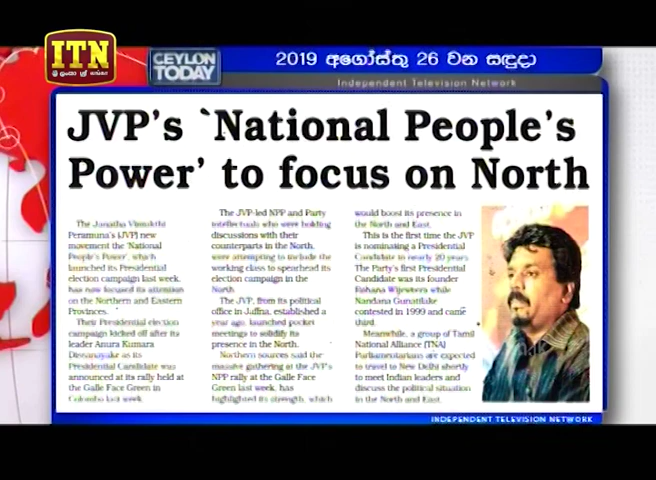 ITN
ශ්‍රී ලංකා ஸ்ரீ லங்கா
CEYLON
TODAY
2019 අගෝස්තු 26 වන සඳුදා
Independent Television Network
JVP's `National People's
Power' to focus on North
The Janatha Vimukthi
Peramuna's (JVP) new
movement the 'National
People's Power', which
launched its Presidential
election campaign last week,
has now focused its attention
on the Northern and Eastern
Provinces.
Their Presidential election
campaign kicked off after its
leader Anura Kumara
Dissanayake as its
Presidential Candidate was
announced at its rally held at
the Galle Face Green in
Colombo last week.
The JVP-led NPP and Party
intellectuals who were holding
discussions with their
counterparts in the North,
were attempting to include the
working class to spearhead its
election campaign in the
North.
The JVP, from its political
office in Jaffna, established a
year ago, launched pocket
meetings to solidify its
presence in the North.
Northern sources said the
massive gathering at the JVP's
NPP rally at the Galle Face
Green last week, has
highlighted its strength, which
would boost its presence in
the North and East.
This is the first time the JVP
is nominating a Presidential
Candidate in nearly 20 years.
The Party's first Presidential
Candidate was its founder
Rohana Wijeweera while
Nandana Gunatilake
contested in 1999 and came
third.
Meanwhile, a group of Tamil
National Alliance (TNA)
Parliamentarians are expected
to travel to New Delhi shortly
to meet Indian leaders and
discuss the political situation
in the North and East.
INDEPENDENT TELEVISION NETWORK